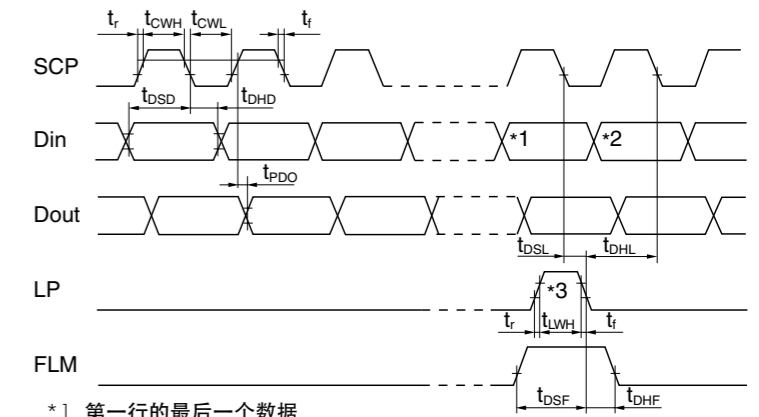 tr tCWH tCWL tf
SCP
tDSD tDHD
Din *1 *2
tPDO
Dout
tDSL tDHL
LP *3
tr tLWH tf
FLM
tDSF tDHF
*1 第一行的最后一个数据